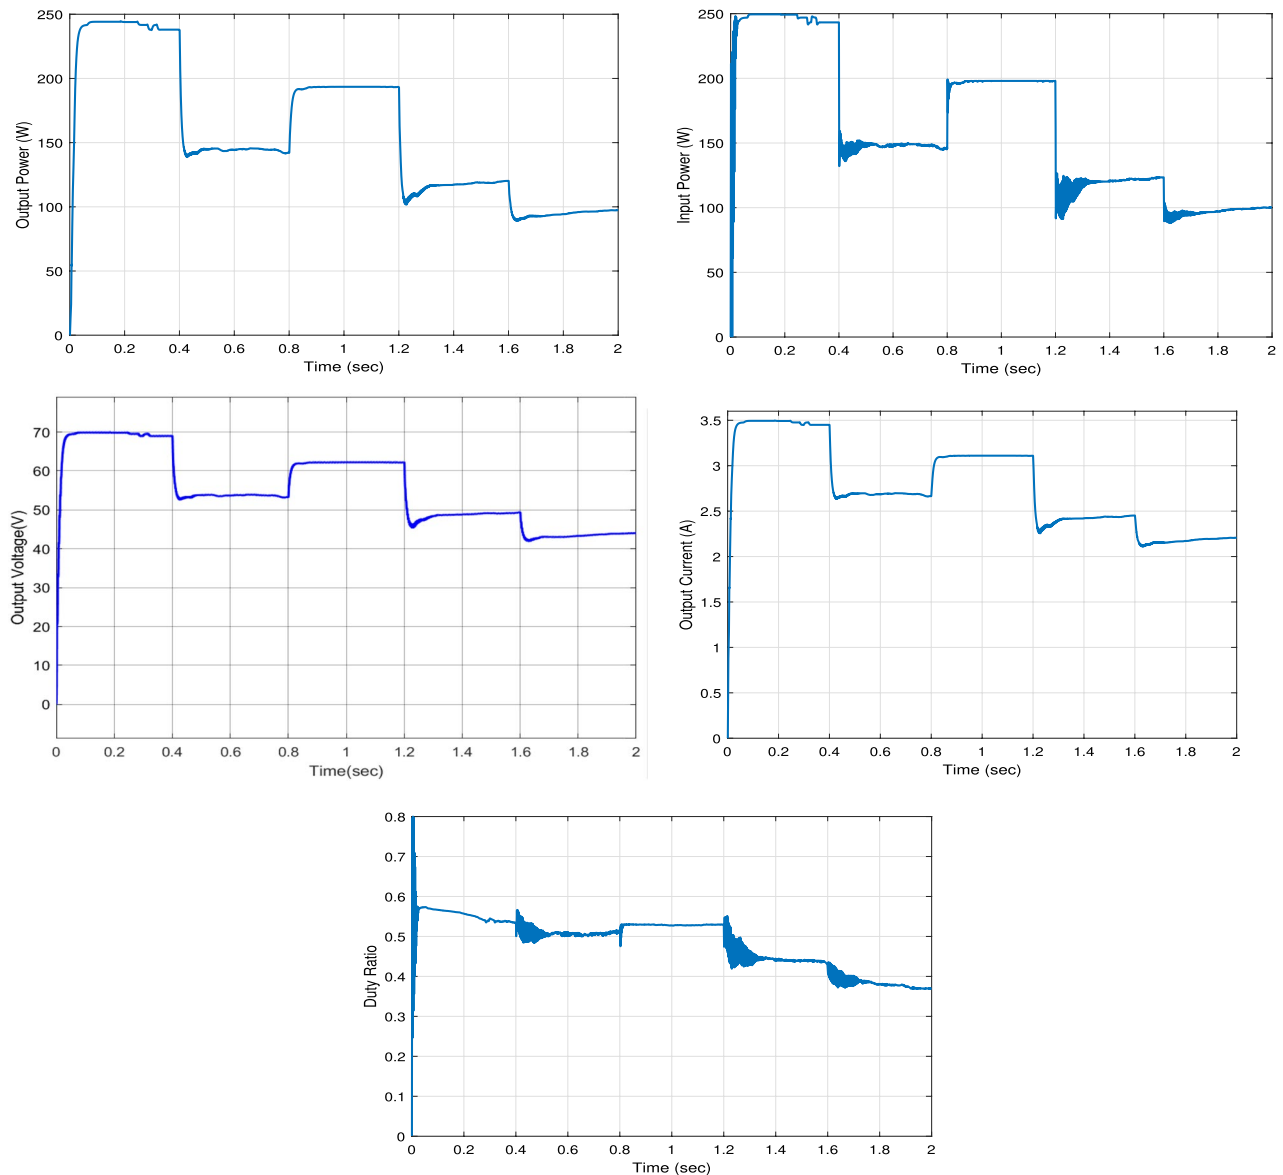 Output Power (W)
250
200
150
100
50
0
0 0.2 0.4 0.6 0.8 1 1.2 1.4 1.6 1.8 2
Time (sec)
Input Power (W)
250
200
150
100
50
0
0 0.2 0.4 0.6 0.8 1 1.2 1.4 1.6 1.8 2
Time (sec)
Output Voltage(V)
70
60
50
40
30
20
10
0
0 0.2 0.4 0.6 0.8 1 1.2 1.4 1.6 1.8 2
Time(sec)
Output Current (A)
3.5
3
2.5
2
1.5
1
0.5
0
0 0.2 0.4 0.6 0.8 1 1.2 1.4 1.6 1.8 2
Time (sec)
Duty Ratio
0.8
0.7
0.6
0.5
0.4
0.3
0.2
0.1
0
0 0.2 0.4 0.6 0.8 1 1.2 1.4 1.6 1.8 2
Time (sec)